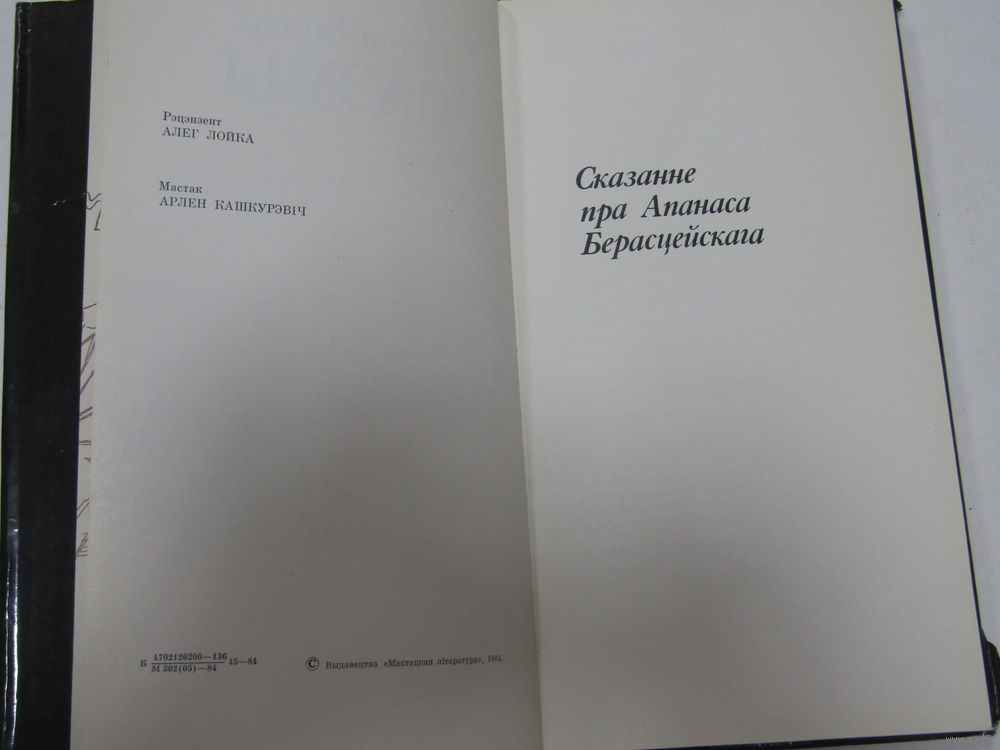 Рэцэнзент
АЛЕГ ЛОЙКА
Мастак
АРЛЕН КАШКУРЭВІЧ
Б 4702120200—136
М 302(05)—84 45—84
© Выдавецтва «Мастацкая літаратура», 1984.
Сказанне
пра Апанаса
Берасцейскага